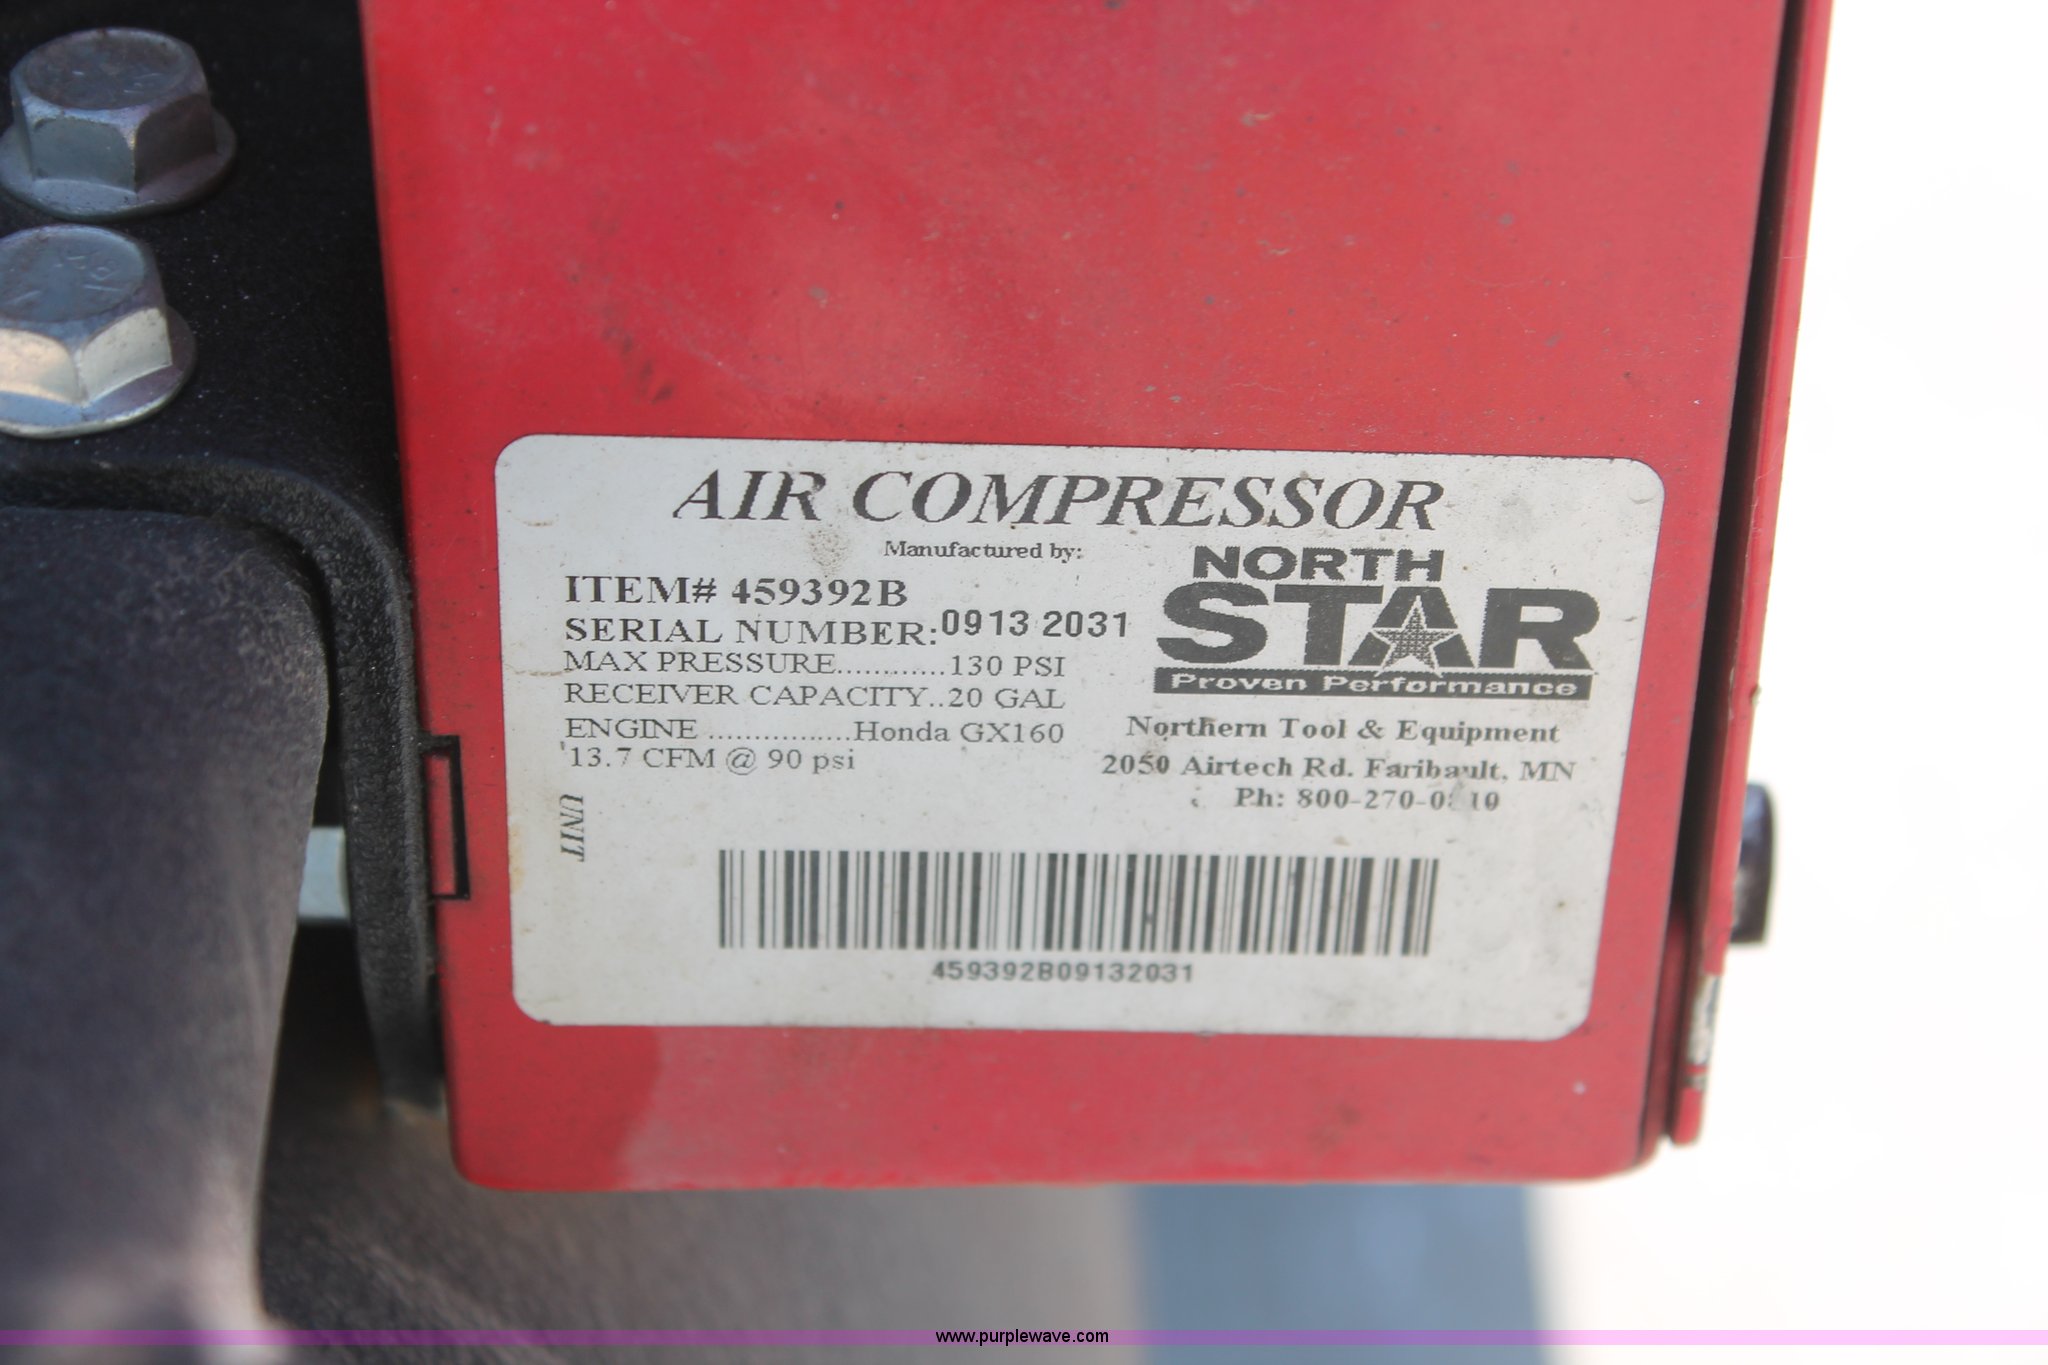 AIR COMPRESSOR
Manufactured by:
NORTH
STAR
Proven Performance
ITEM# 459392B
SERIAL NUMBER: 0913 2031
MAX PRESSURE............130 PSI
RECEIVER CAPACITY..20 GAL
ENGINE ................Honda GX160
13.7 CFM @ 90 psi
Northern Tool & Equipment
2050 Airtech Rd. Faribault, MN
Ph:
UNIT
459392B09132031
www.purplewave.com